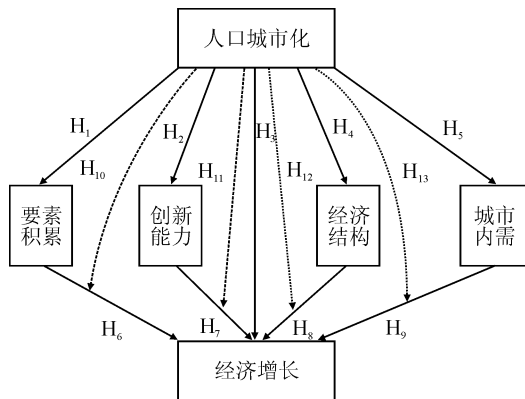 人口城市化
H₁
H₂
H₃
H₄
H₅
H₁₀
H₁₁
H₁₂
H₁₃
要素
积累
创新
能力
经济
结构
城市
内需
H₆
H₇
H₈
H₉
经济增长